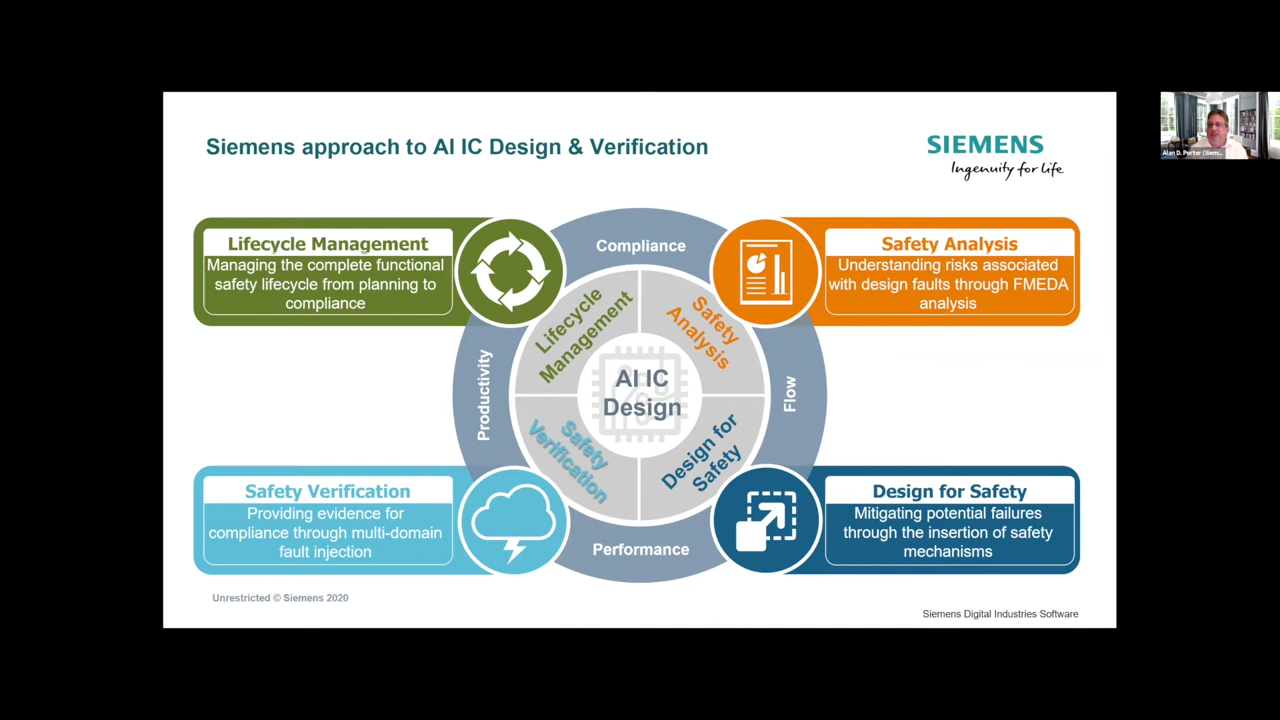 Siemens approach to AI IC Design & Verification
SIEMENS
Ingenuity for life
Alan D. Porter (Siem...
Lifecycle Management
Managing the complete functional
safety lifecycle from planning to
compliance
Compliance
Safety Analysis
Understanding risks associated
with design faults through FMEDA
analysis
Lifecycle
Management
Safety
Analysis
Productivity
AI IC
Design
Flow
Safety
Verification
Design for
Safety
Safety Verification
Providing evidence for
compliance through multi-domain
fault injection
Performance
Design for Safety
Mitigating potential failures
through the insertion of safety
mechanisms
Unrestricted © Siemens 2020
Siemens Digital Industries Software